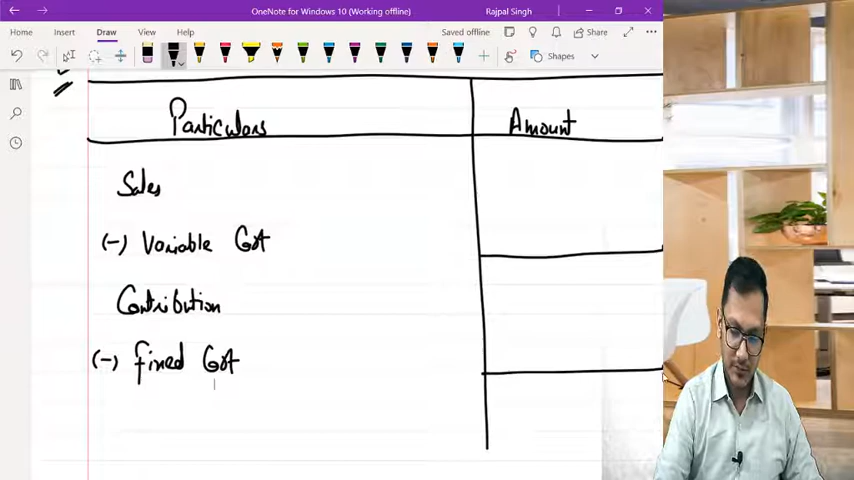 OneNote for Windows 10 (Working offline)
Rajpal Singh
Home Insert Draw View Help
Saved offline Share
Shapes
Particulars Amount
Sales
(-) Variable Cost
Contribution
(-) Fixed Cost